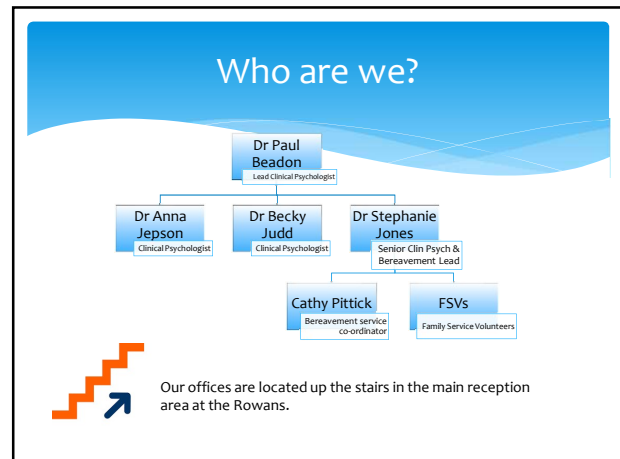 Who are we?
Dr Paul
Beadon
Lead Clinical Psychologist
Dr Anna
Jepson
Clinical Psychologist
Dr Becky
Judd
Clinical Psychologist
Dr Stephanie
Jones
Senior Clin Psych &
Bereavement Lead
Cathy Pittick
Bereavement service
co-ordinator
FSVs
Family Service Volunteers
Our offices are located up the stairs in the main reception
area at the Rowans.